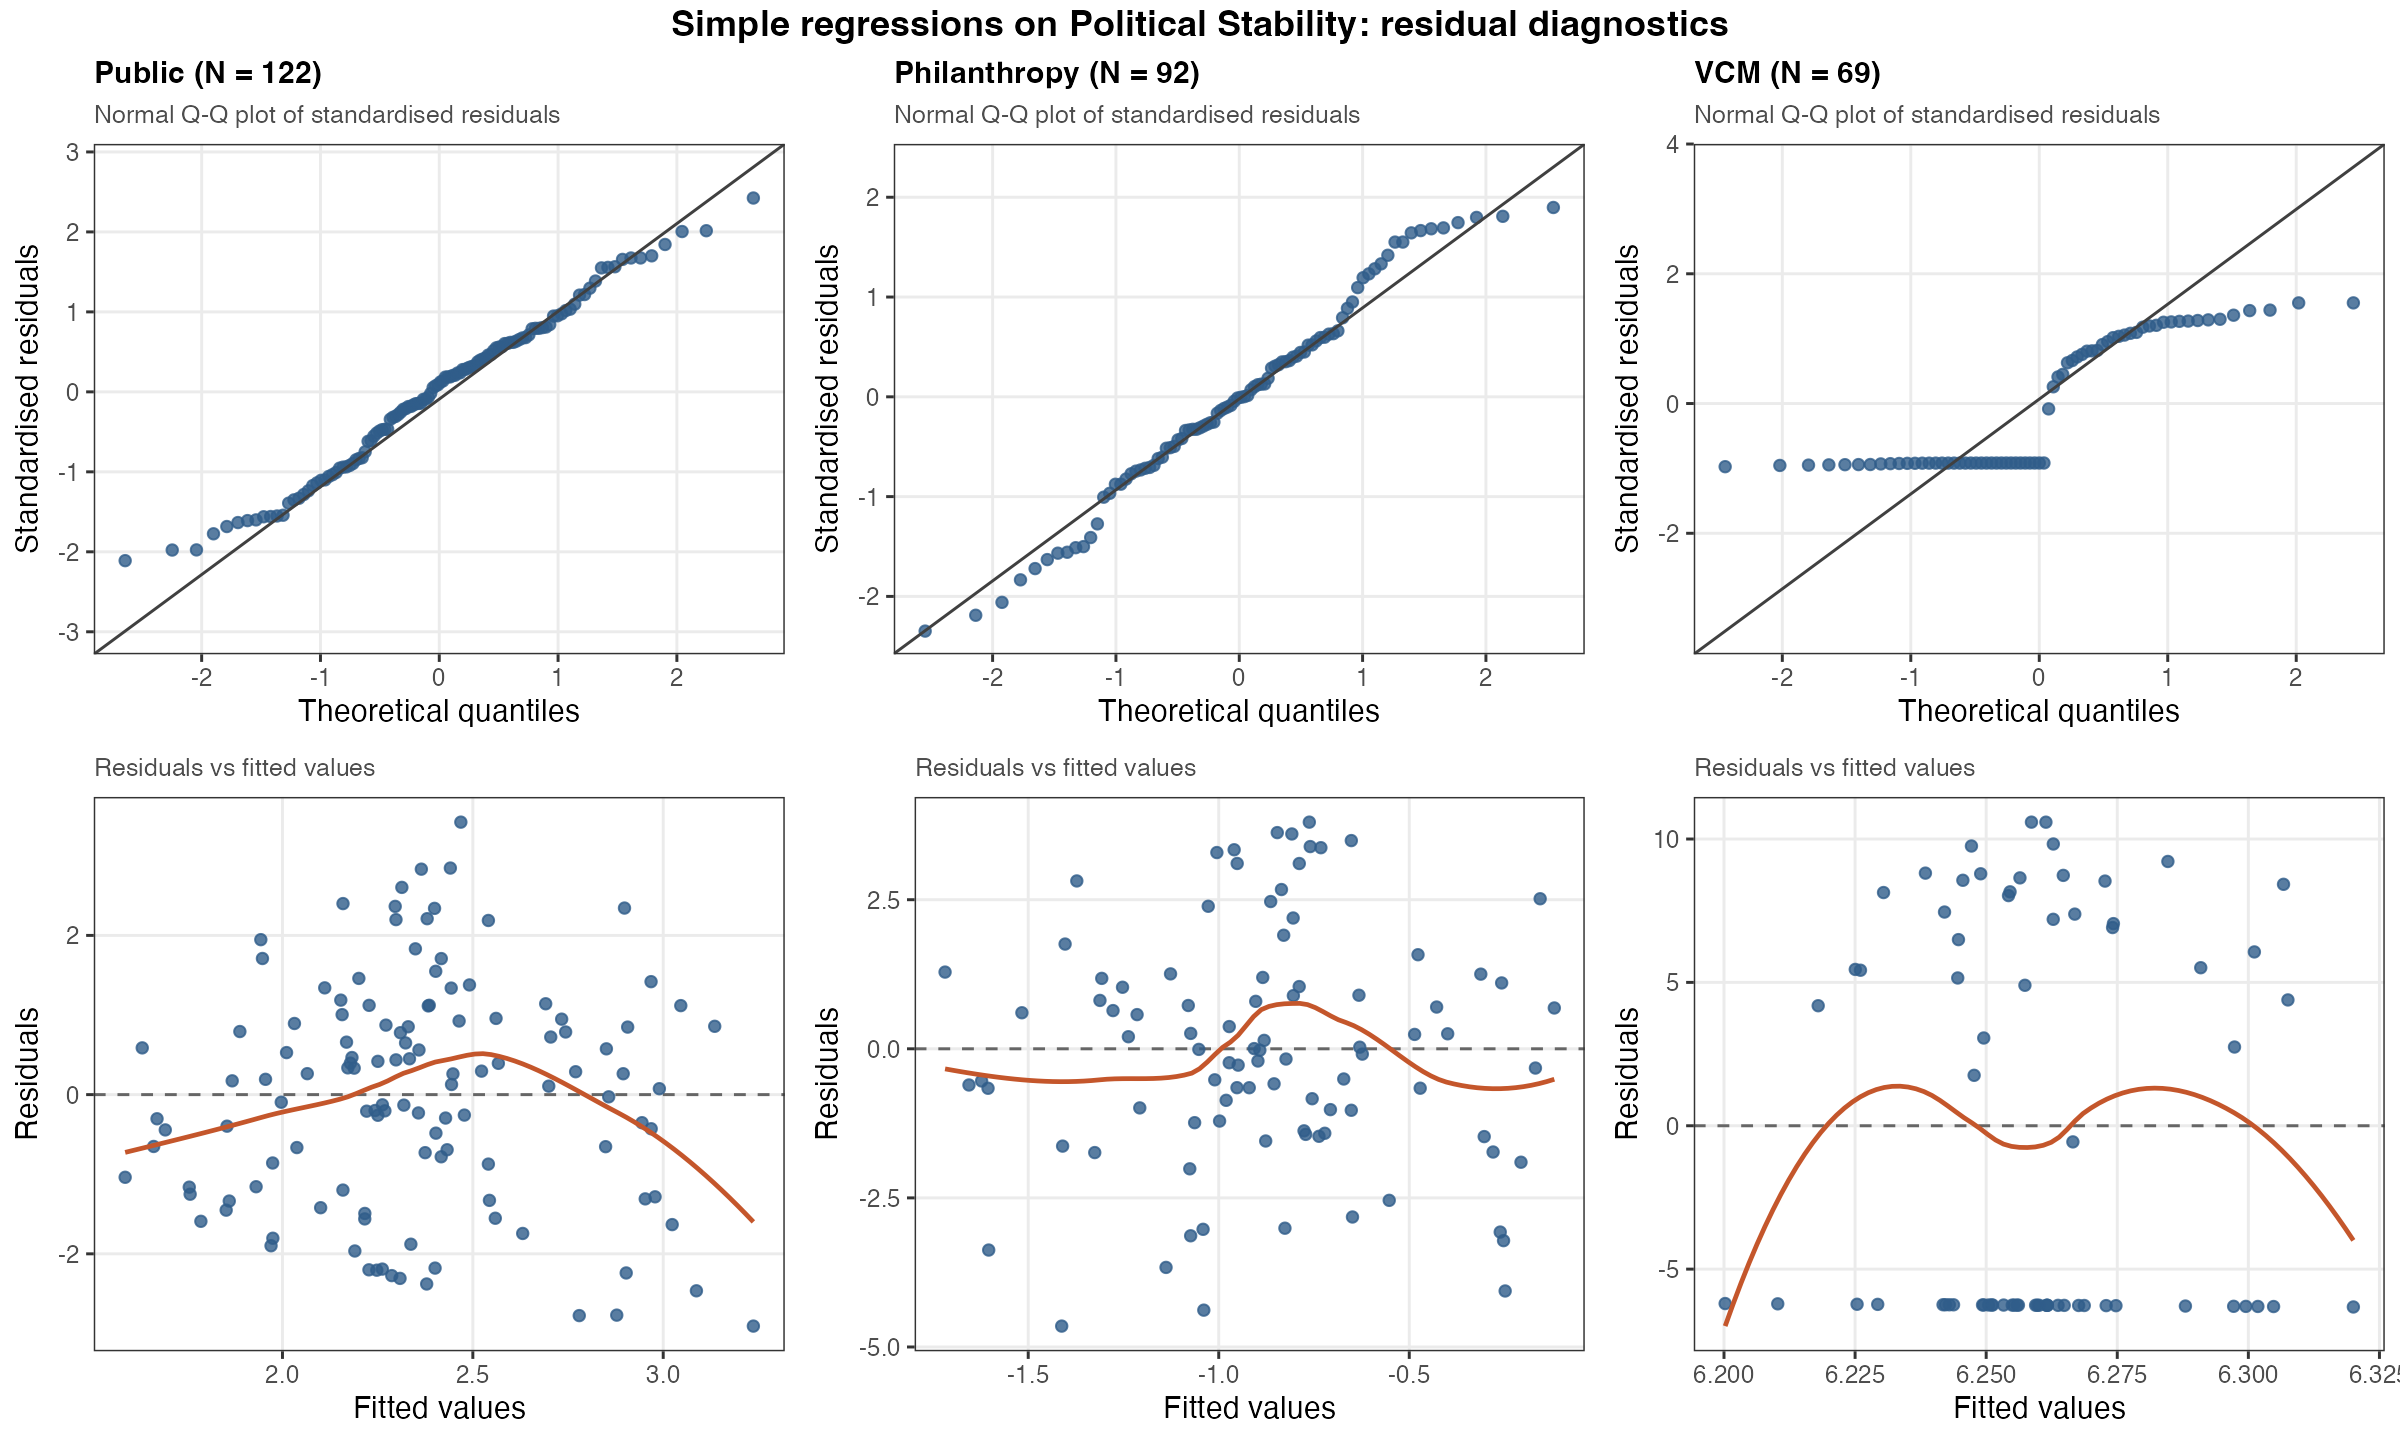 Simple regressions on Political Stability: residual diagnostics
Public (N = 122)
Normal Q-Q plot of standardised residuals
Standardised residuals
3
2
1
0
-1
-2
-3
-2 -1 0 1 2
Theoretical quantiles
Philanthropy (N = 92)
Normal Q-Q plot of standardised residuals
Standardised residuals
2
1
0
-1
-2
-2 -1 0 1 2
Theoretical quantiles
VCM (N = 69)
Normal Q-Q plot of standardised residuals
Standardised residuals
4
2
0
-2
-2 -1 0 1 2
Theoretical quantiles
Residuals vs fitted values
Residuals
2
0
-2
2.0 2.5 3.0
Fitted values
Residuals vs fitted values
Residuals
2.5
0.0
-2.5
-5.0
-1.5 -1.0 -0.5
Fitted values
Residuals vs fitted values
Residuals
10
5
0
-5
6.200 6.225 6.250 6.275 6.300 6.325
Fitted values